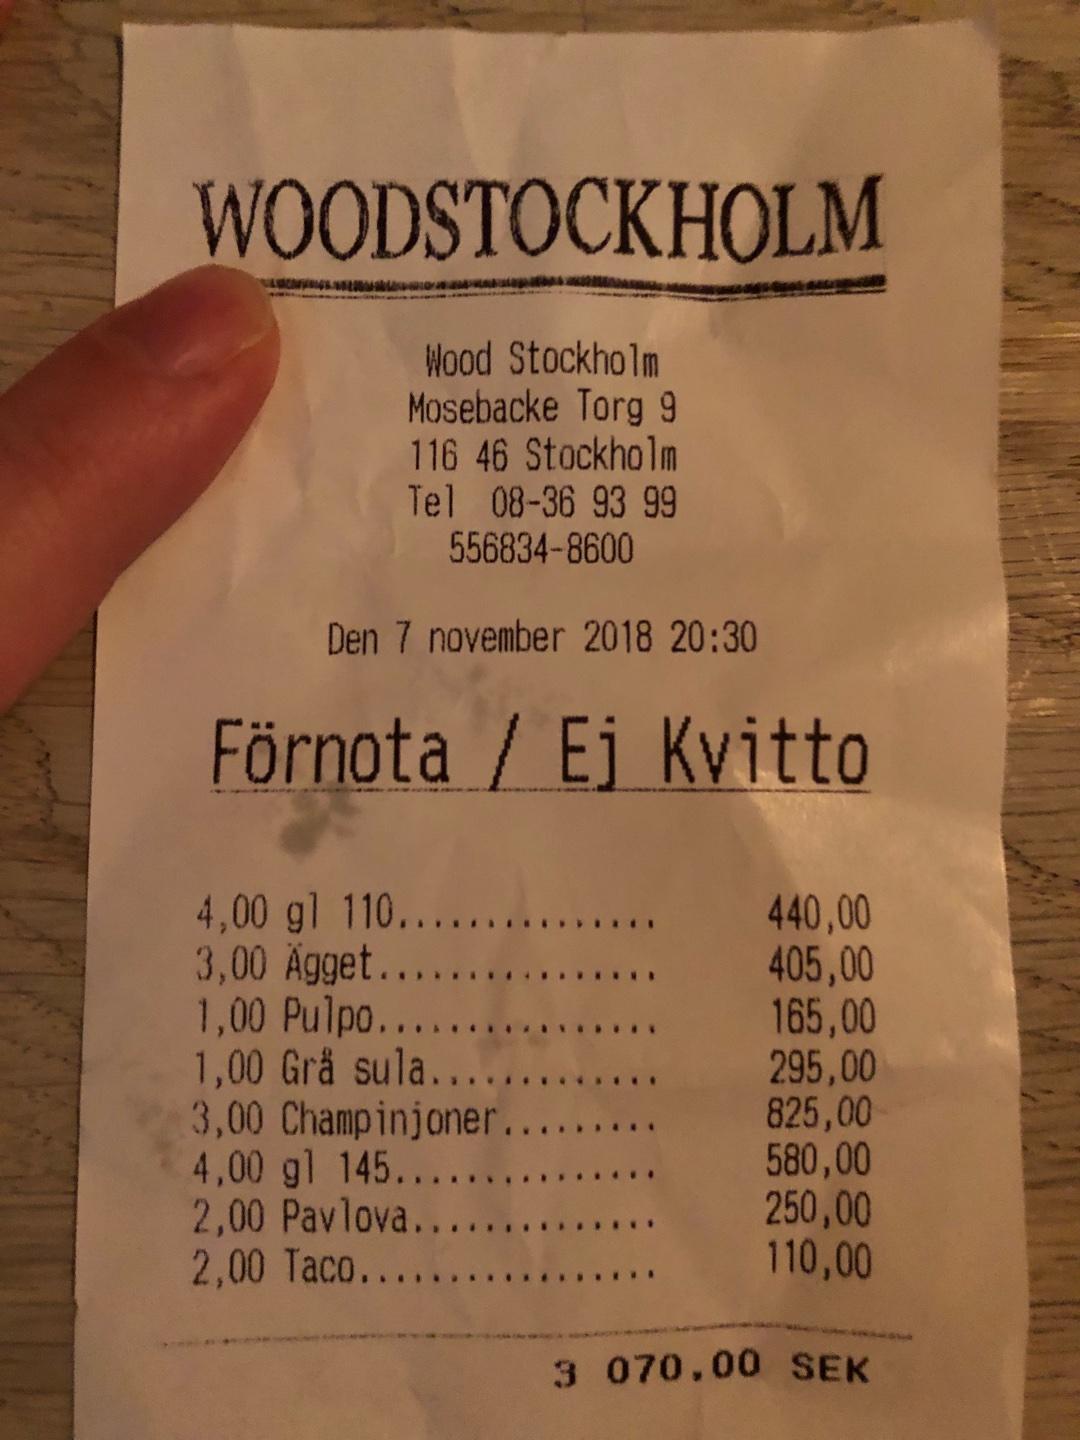 WOODSTOCKHOLM
Wood Stockholm
Mosebacke Torg 9
116 46 Stockholm
Tel  08-36 93 99
556834-8600
Den 7 november 2018 20:30
Förnota / Ej Kvitto
4,00 gl 110............... 440,00
3,00 Ägget................ 405,00
1,00 Pulpo................ 165,00
1,00 Grå sula............. 295,00
3,00 Champinjoner......... 825,00
4,00 gl 145............... 580,00
2,00 Pavlova.............. 250,00
2,00 Taco................. 110,00
3 070.00 SEK